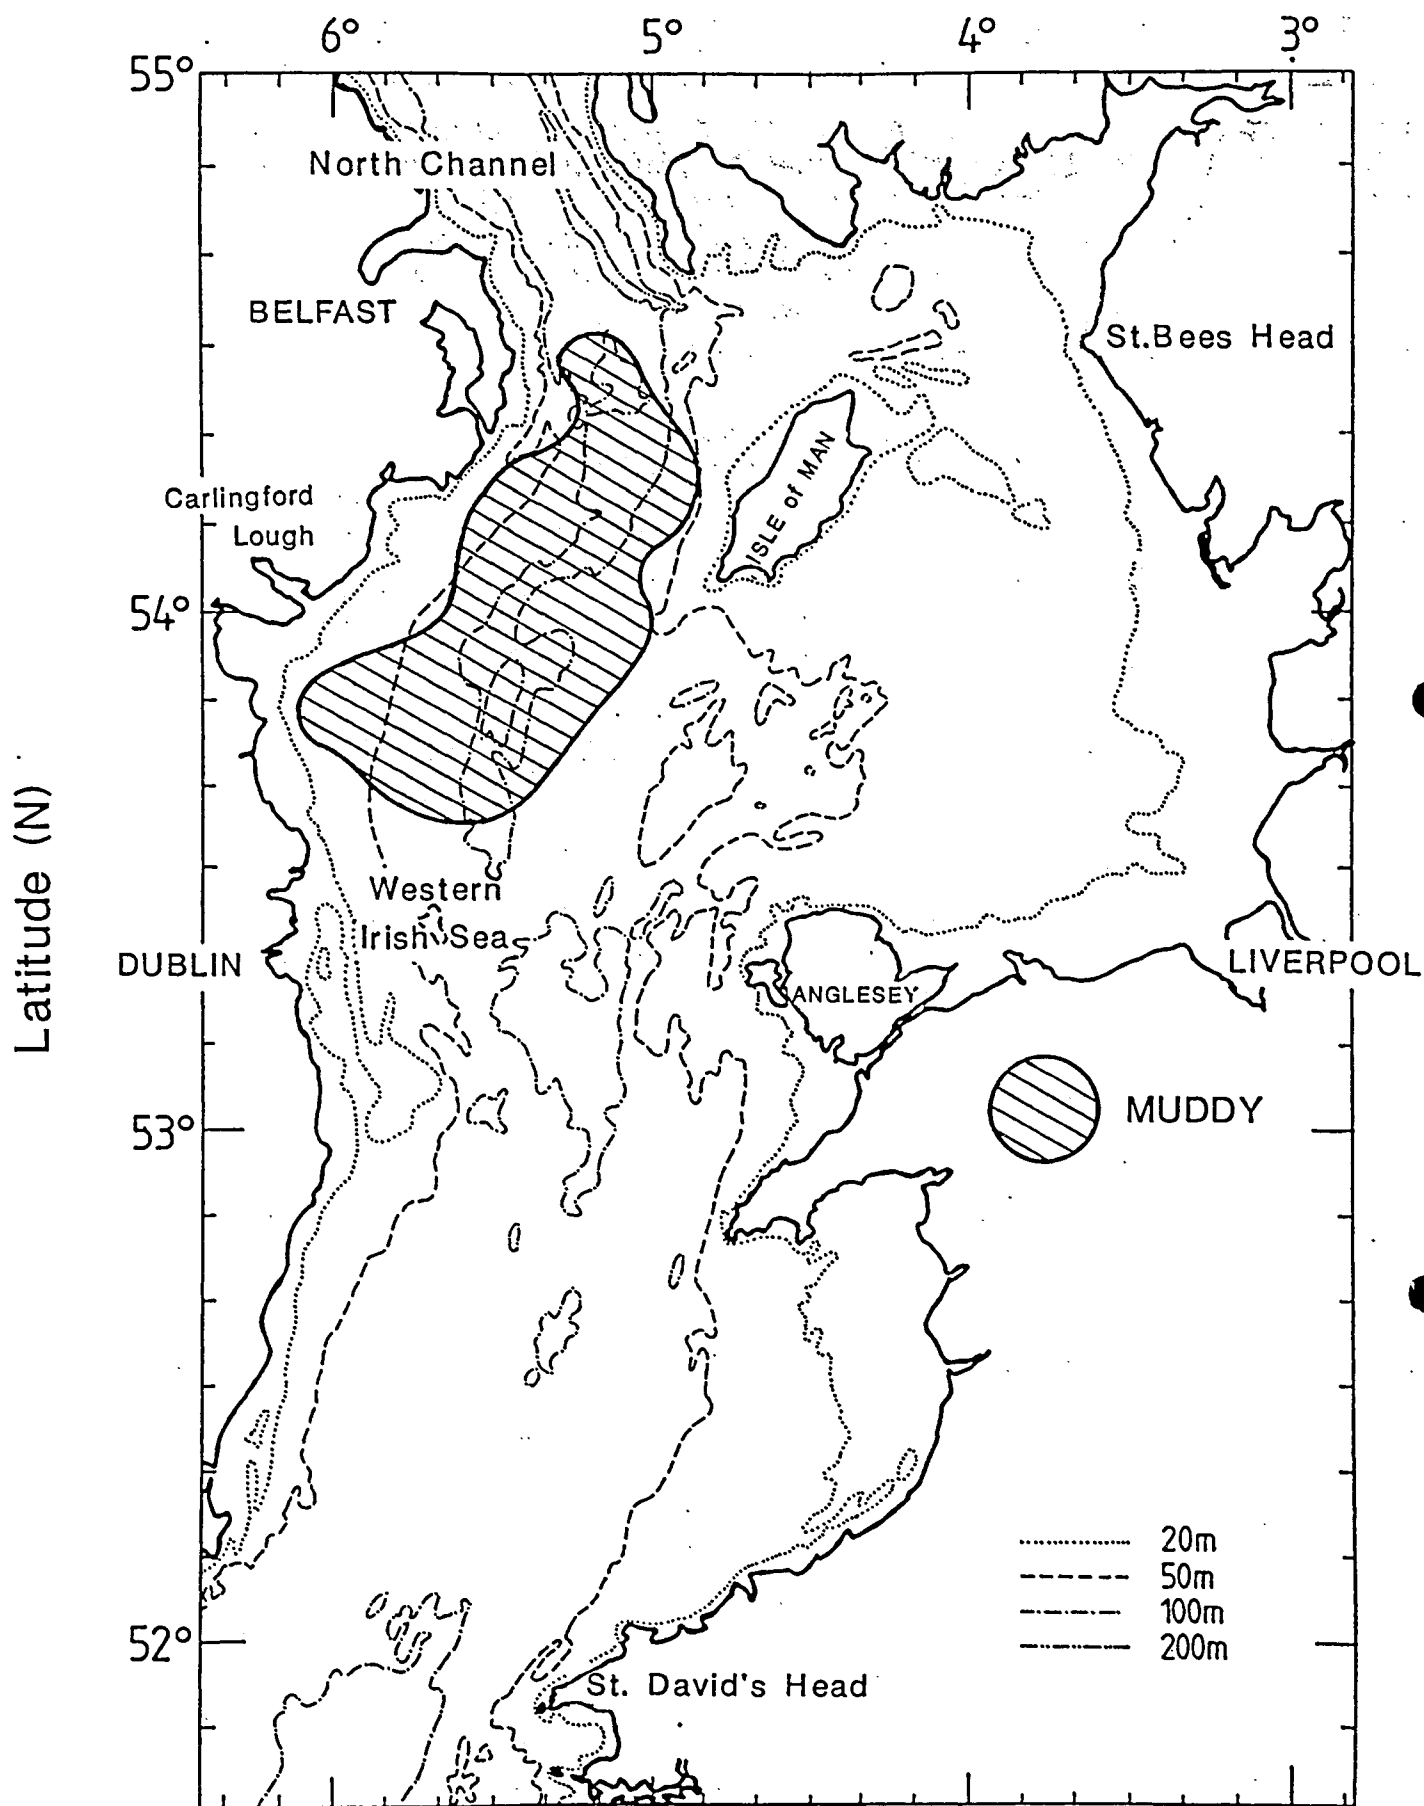 6° 5° 4° 3°
55°
North Channel
BELFAST
St.Bees Head
ISLE of MAN
Carlingford
Lough
54°
Latitude (N)
Western
Irish Sea
DUBLIN
LIVERPOOL
ANGLESEY
MUDDY
53°
20m
50m
100m
200m
52°
St. David's Head